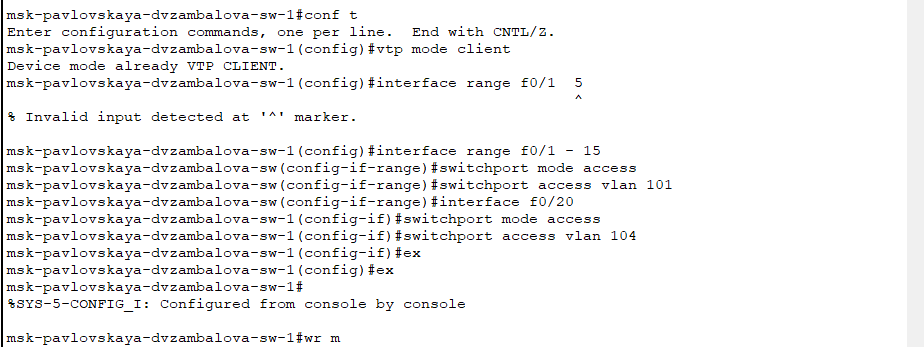 msk-pavlovskaya-dvzambalova-sw-1#conf t
Enter configuration commands, one per line.  End with CNTL/Z.
msk-pavlovskaya-dvzambalova-sw-1(config)#vtp mode client
Device mode already VTP CLIENT.
msk-pavlovskaya-dvzambalova-sw-1(config)#interface range f0/1  5
^
% Invalid input detected at '^' marker.
msk-pavlovskaya-dvzambalova-sw-1(config)#interface range f0/1 - 15
msk-pavlovskaya-dvzambalova-sw(config-if-range)#switchport mode access
msk-pavlovskaya-dvzambalova-sw(config-if-range)#switchport access vlan 101
msk-pavlovskaya-dvzambalova-sw(config-if-range)#interface f0/20
msk-pavlovskaya-dvzambalova-sw-1(config-if)#switchport mode access
msk-pavlovskaya-dvzambalova-sw-1(config-if)#switchport access vlan 104
msk-pavlovskaya-dvzambalova-sw-1(config-if)#ex
msk-pavlovskaya-dvzambalova-sw-1(config)#ex
msk-pavlovskaya-dvzambalova-sw-1#
%SYS-5-CONFIG_I: Configured from console by console
msk-pavlovskaya-dvzambalova-sw-1#wr m